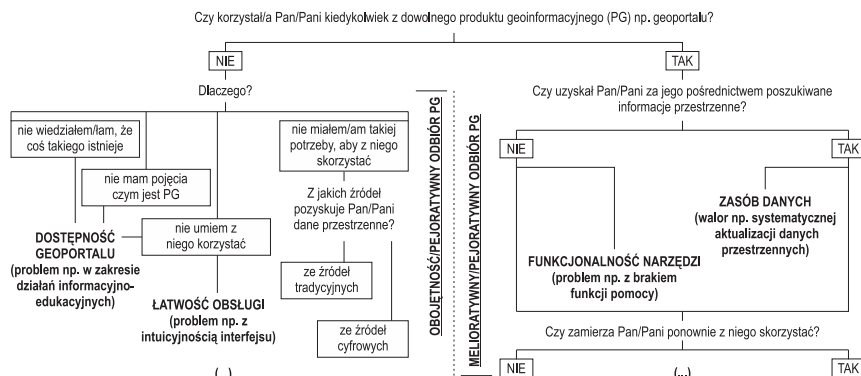 Czy korzystał/a Pan/Pani kiedykolwiek z dowolnego produktu geoinformacyjnego (PG) np. geoportalu?
NIE
TAK
Dlaczego?
nie wiedziałem/łam, że
coś takiego istnieje
nie mam pojęcia
czym jest PG
nie umiem z
niego korzystać
nie miałem/am takiej
potrzeby, aby z niego
skorzystać
Z jakich źródeł
pozyskuje Pan/Pani
dane przestrzenne?
ze źródeł
tradycyjnych
ze źródeł
cyfrowych
DOSTĘPNOŚĆ
GEOPORTALU
(problem np. w zakresie
działań informacyjno-
edukacyjnych)
ŁATWOŚĆ OBSŁUGI
(problem np. z
intuicyjnością interfejsu)
(...)
OBOJĘTNOŚĆ/PEJORATYWNY ODBIÓR PG
MELIORATYWNY/PEJORATYWNY ODBIÓR PG
Czy uzyskał Pan/Pani za jego pośrednictwem poszukiwane
informacje przestrzenne?
NIE
TAK
ZASÓB DANYCH
(walor np. systematycznej
aktualizacji danych
przestrzennych)
FUNKCJONALNOŚĆ NARZĘDZI
(problem np. z brakiem
funkcji pomocy)
Czy zamierza Pan/Pani ponownie z niego skorzystać?
NIE
(...)
TAK